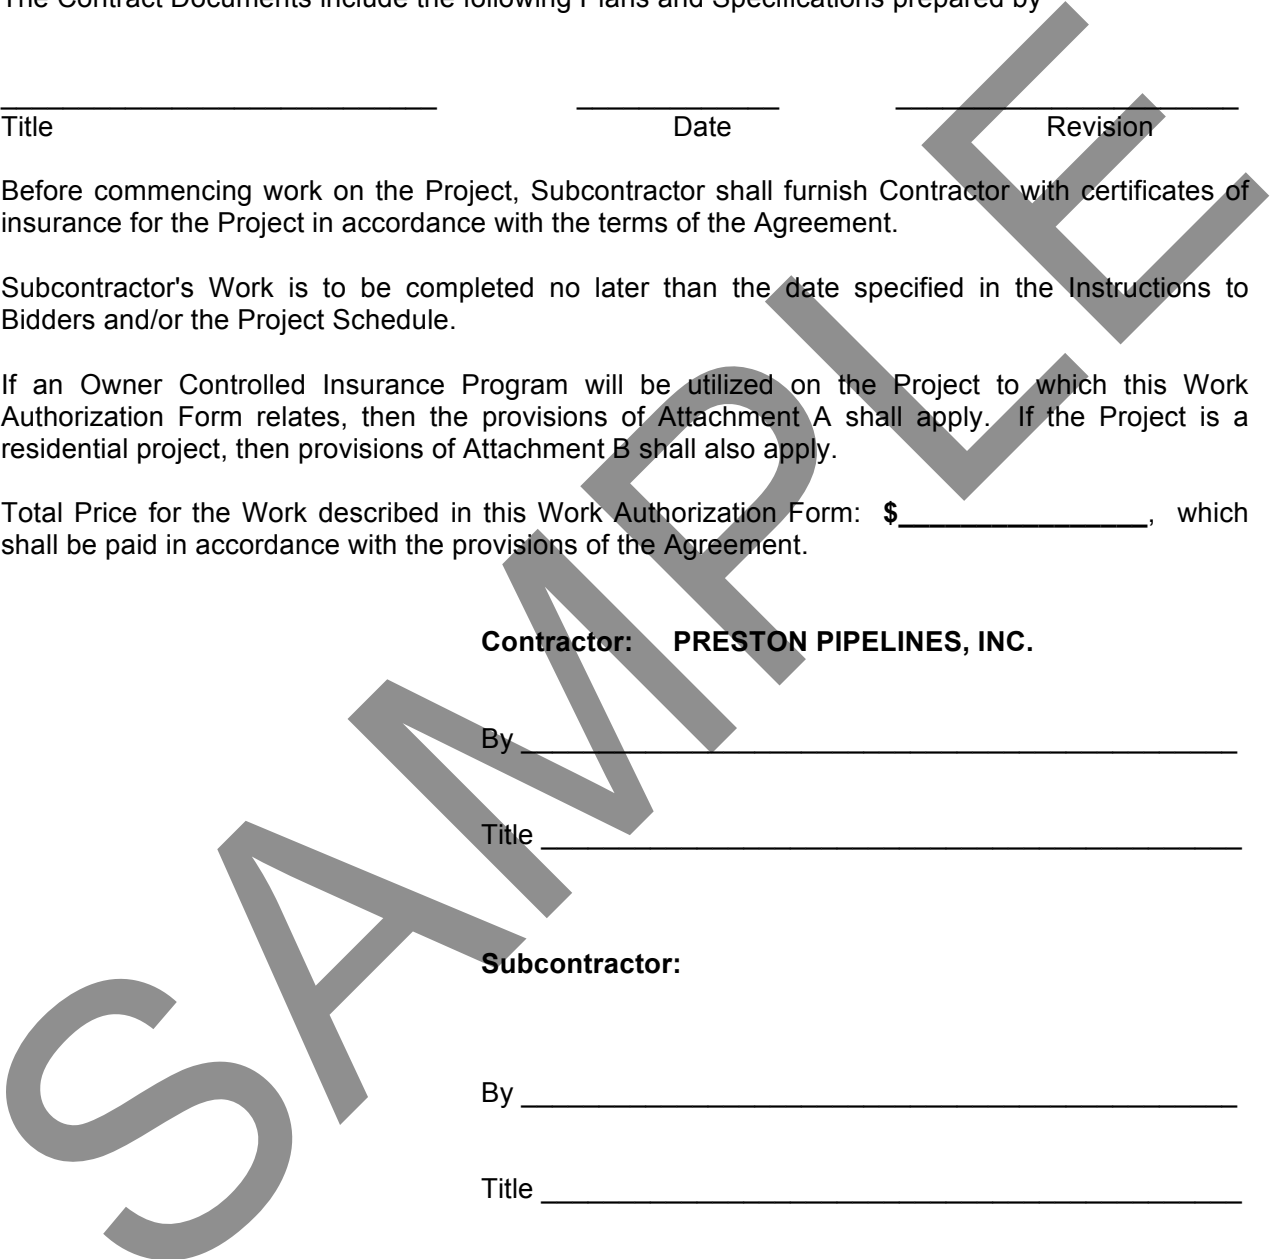 The Contract Documents include the following Plans and Specifications prepared by
Title Date Revision
Before commencing work on the Project, Subcontractor shall furnish Contractor with certificates of
insurance for the Project in accordance with the terms of the Agreement.
Subcontractor's Work is to be completed no later than the date specified in the Instructions to
Bidders and/or the Project Schedule.
If an Owner Controlled Insurance Program will be utilized on the Project to which this Work
Authorization Form relates, then the provisions of Attachment A shall apply. If the Project is a
residential project, then provisions of Attachment B shall also apply.
Total Price for the Work described in this Work Authorization Form: $________________, which
shall be paid in accordance with the provisions of the Agreement.
Contractor: PRESTON PIPELINES, INC.
By ______________________________________________
Title _____________________________________________
Subcontractor:
By ______________________________________________
Title _____________________________________________
SAMPLE